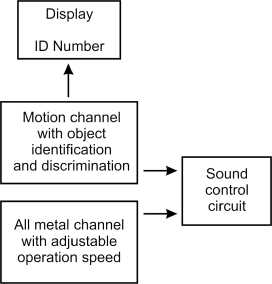 Display
ID Number
Motion channel
with object
identification
and discrimination
Sound
control
circuit
All metal channel
with adjustable
operation speed